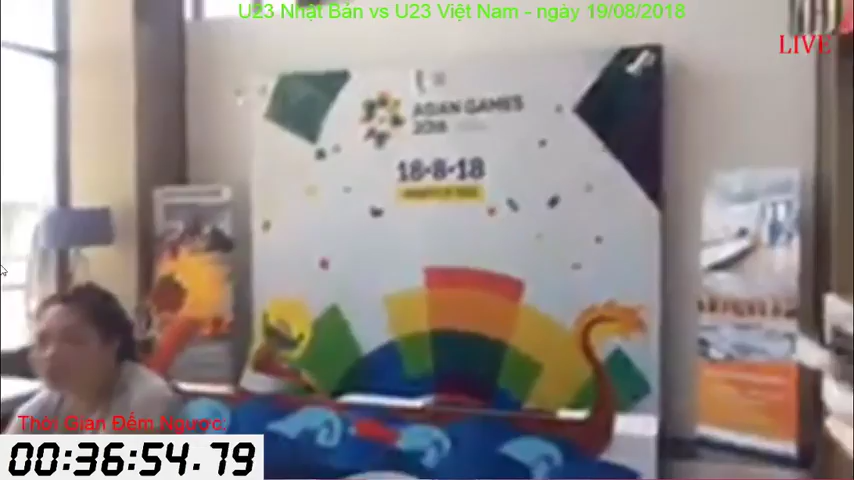 U23 Nhật Bản vs U23 Việt Nam - ngày 19/08/2018
LIVE
ASIAN GAMES
2018
18-8-18
Thời Gian Đếm Ngược:
00:36:54.79